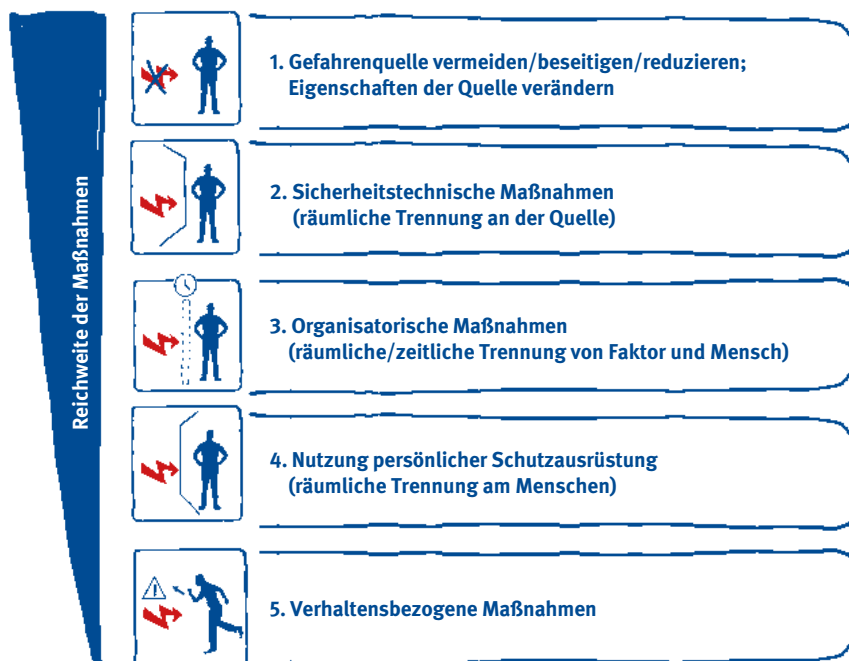 Reichweite der Maßnahmen
1. Gefahrenquelle vermeiden/beseitigen/reduzieren;
Eigenschaften der Quelle verändern
2. Sicherheitstechnische Maßnahmen
(räumliche Trennung an der Quelle)
3. Organisatorische Maßnahmen
(räumliche/zeitliche Trennung von Faktor und Mensch)
4. Nutzung persönlicher Schutzausrüstung
(räumliche Trennung am Menschen)
5. Verhaltensbezogene Maßnahmen